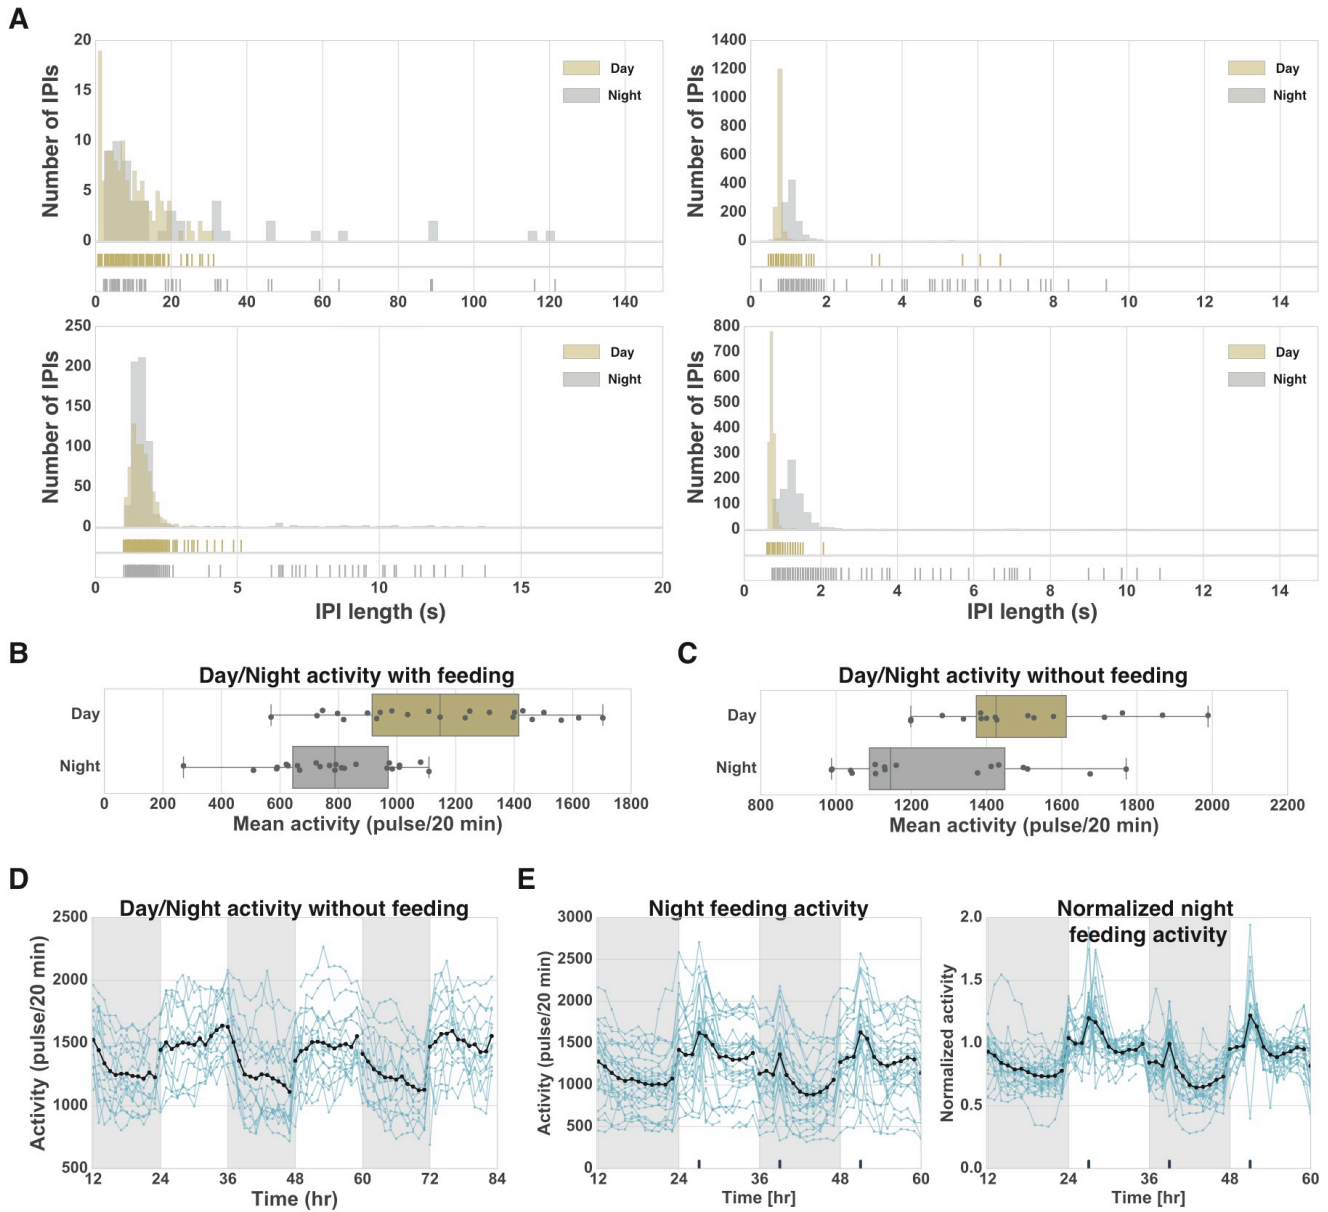 A
20
15
10
5
0
Number of IPIs
Day
Night
0 20 40 60 80 100 120 140
1400
1200
1000
800
600
400
200
0
Number of IPIs
Day
Night
0 2 4 6 8 10 12 14
250
200
150
100
50
0
Number of IPIs
Day
Night
0 5 10 15 20
IPI length (s)
800
700
600
500
400
300
200
100
0
Number of IPIs
Day
Night
0 2 4 6 8 10 12 14
IPI length (s)
B
Day/Night activity with feeding
Day
Night
0 200 400 600 800 1000 1200 1400 1600 1800
Mean activity (pulse/20 min)
C
Day/Night activity without feeding
Day
Night
800 1000 1200 1400 1600 1800 2000 2200
Mean activity (pulse/20 min)
D
Day/Night activity without feeding
2500
2000
1500
1000
500
Activity (pulse/20 min)
12 24 36 48 60 72 84
Time (hr)
E
Night feeding activity
3000
2500
2000
1500
1000
500
0
Activity (pulse/20 min)
12 24 36 48 60
Time [hr]
Normalized night
feeding activity
2.0
1.5
1.0
0.5
0.0
Normalized activity
12 24 36 48 60
Time [hr]